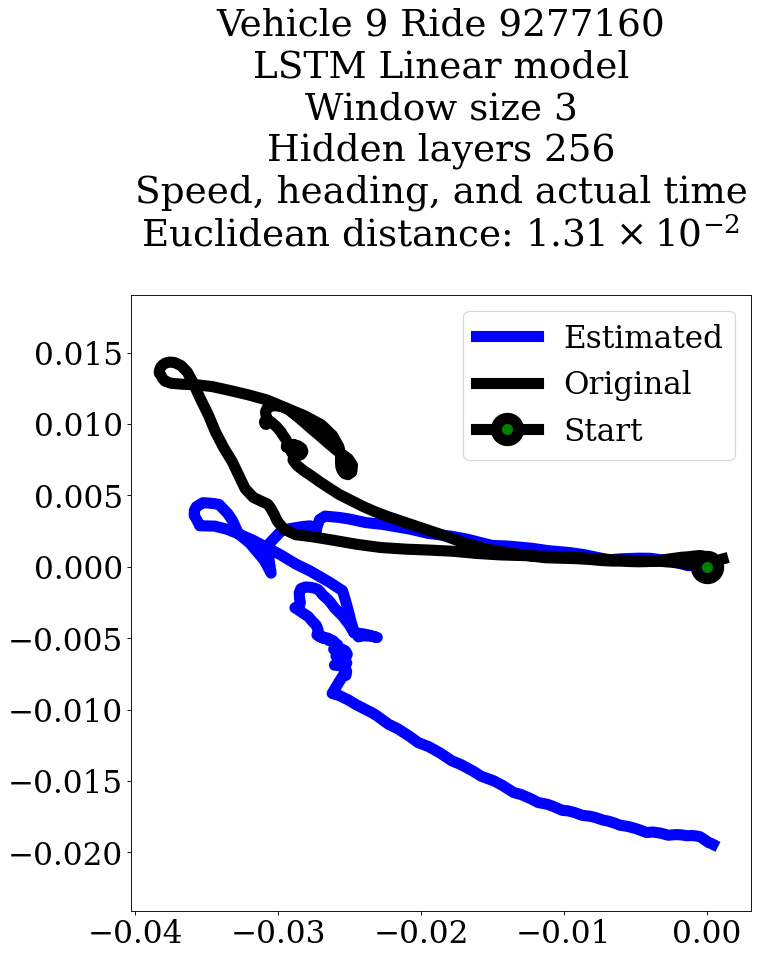 Vehicle 9 Ride 9277160
LSTM Linear model
Window size 3
Hidden layers 256
Speed, heading, and actual time
Euclidean distance: 1.31 × 10⁻²
Estimated
Original
Start
0.015
0.010
0.005
0.000
−0.005
−0.010
−0.015
−0.020
−0.04 −0.03 −0.02 −0.01 0.00